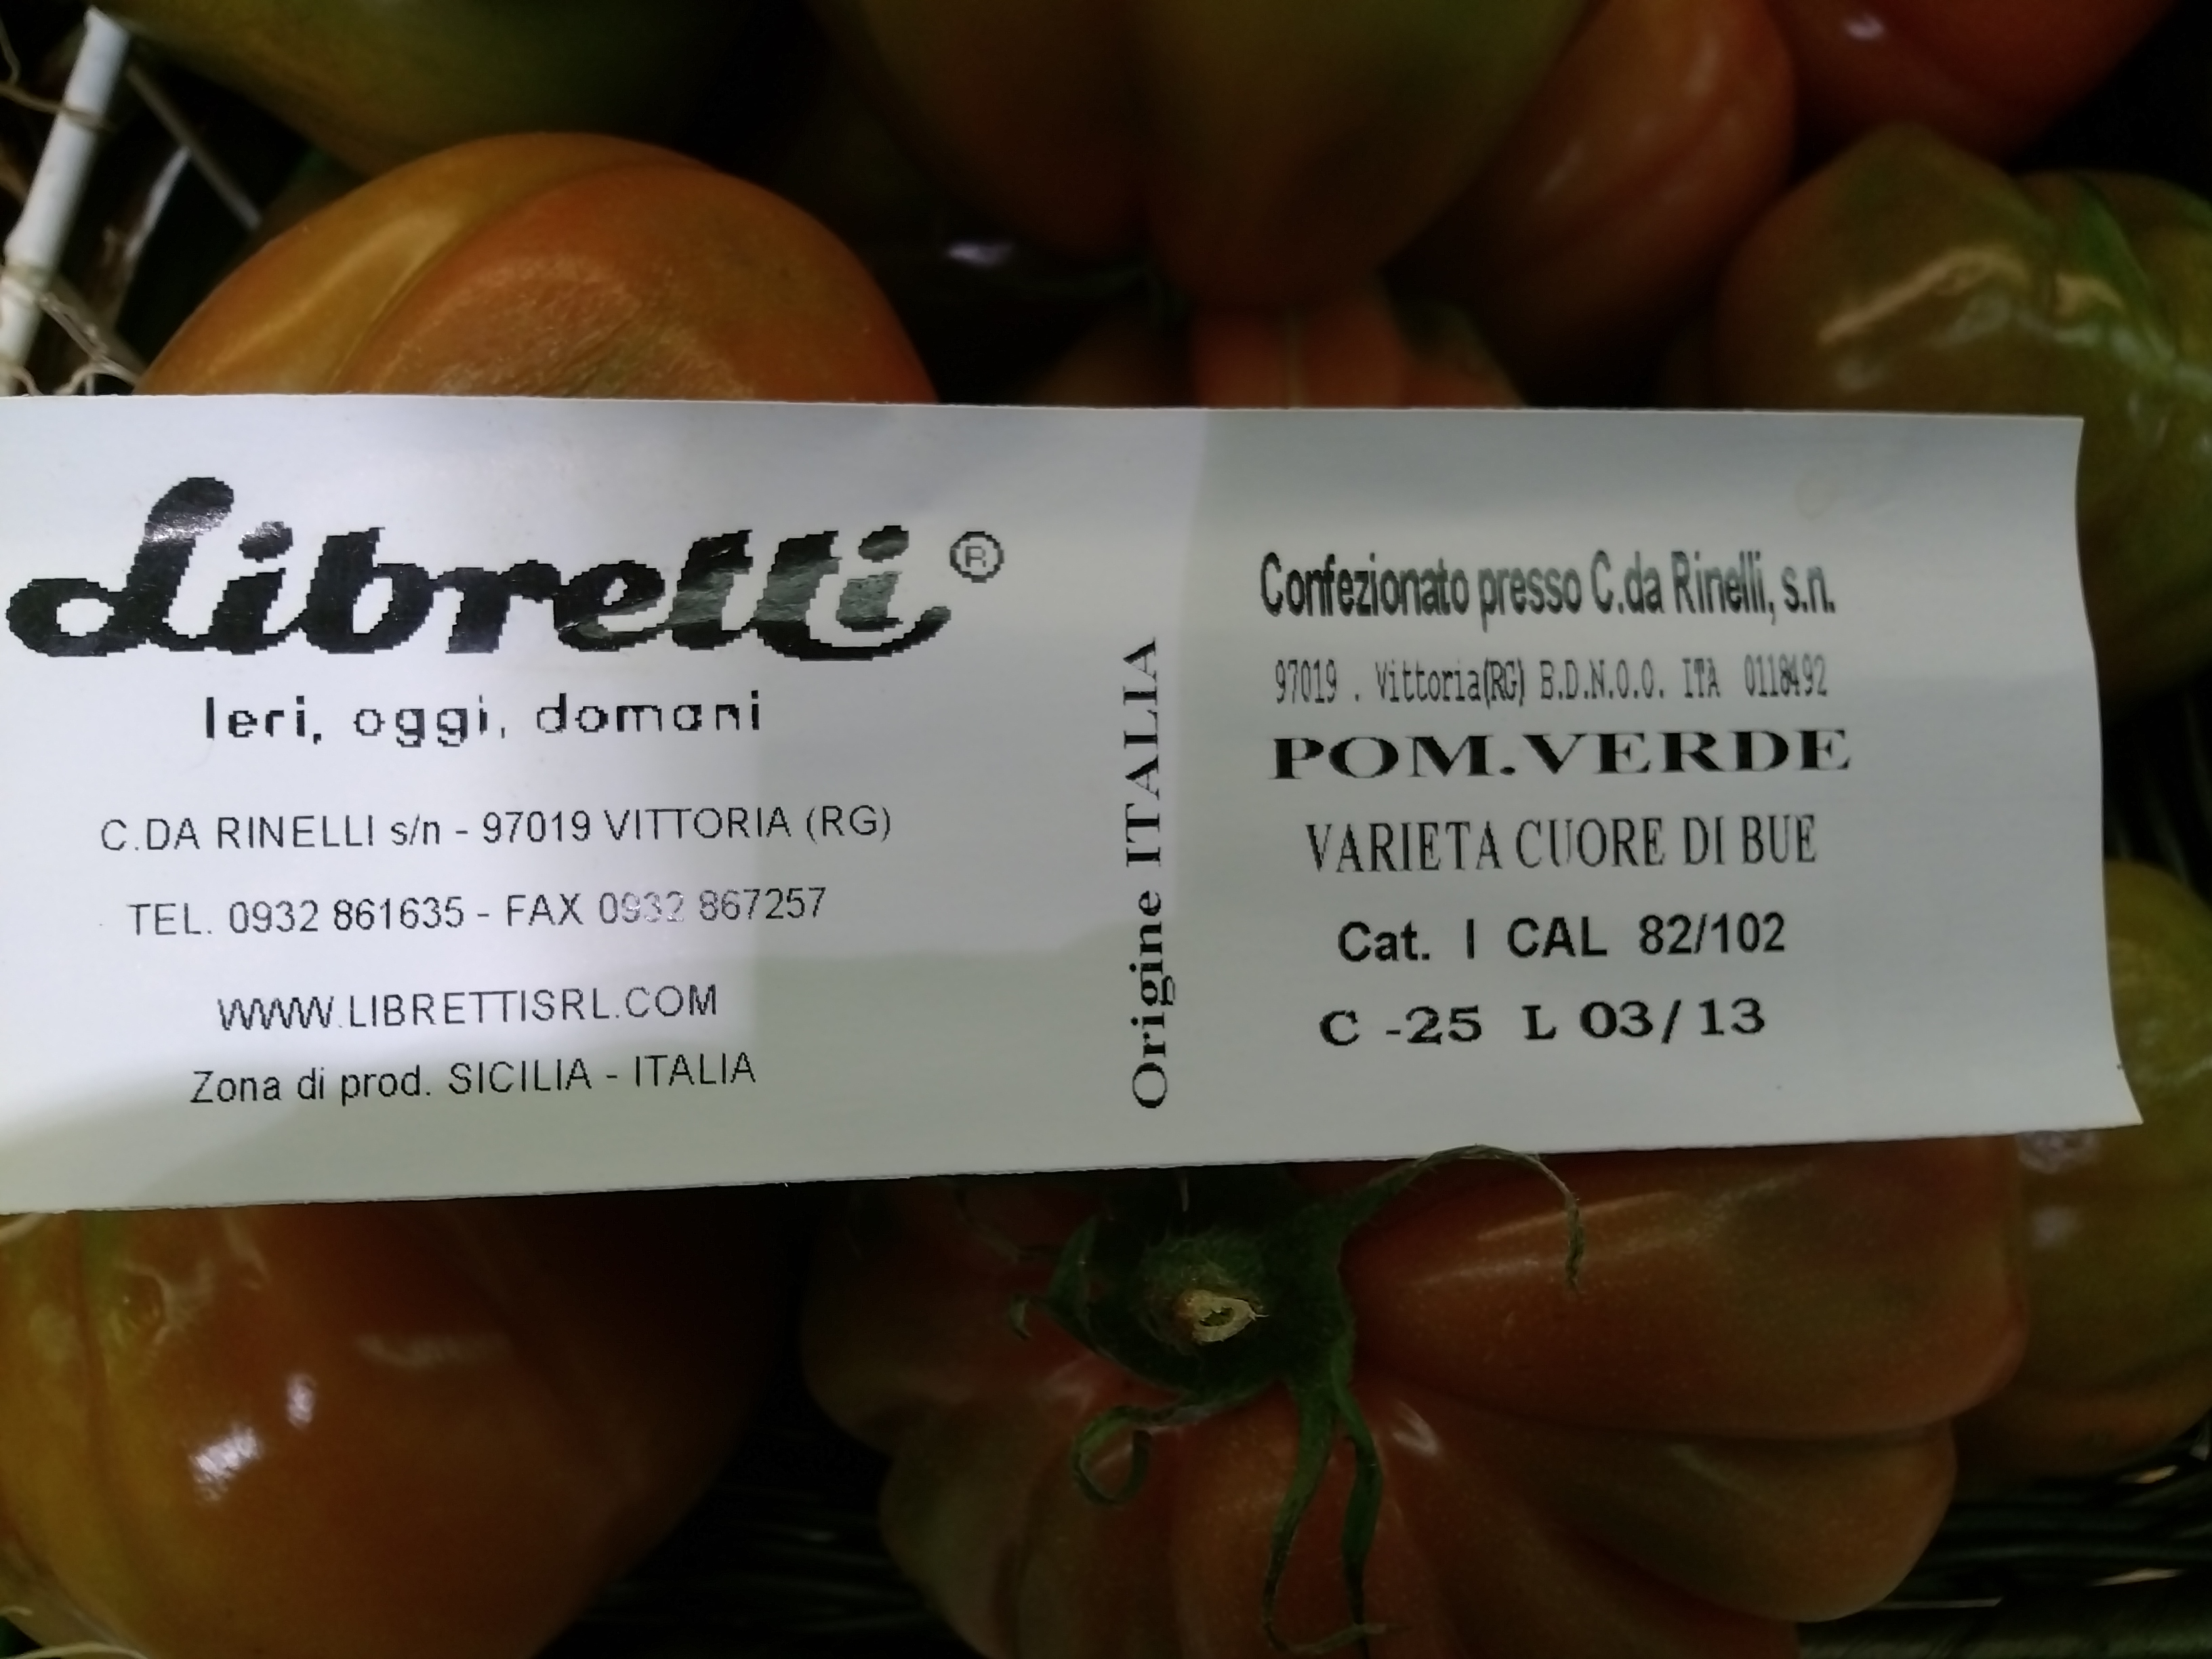 Libretti ®
Ieri, oggi, domani
C.DA RINELLI s/n - 97019 VITTORIA (RG)
TEL. 0932 861635 - FAX 0932 867257
WWW.LIBRETTISRL.COM
Zona di prod. SICILIA - ITALIA
Origine ITALIA
Confezionato presso C.da Rinelli, s.n.
97019 . Vittoria(RG) B.D.N.O.O. ITA 0118492
POM.VERDE
VARIETA CUORE DI BUE
Cat. I CAL 82/102
C -25 L 03/13